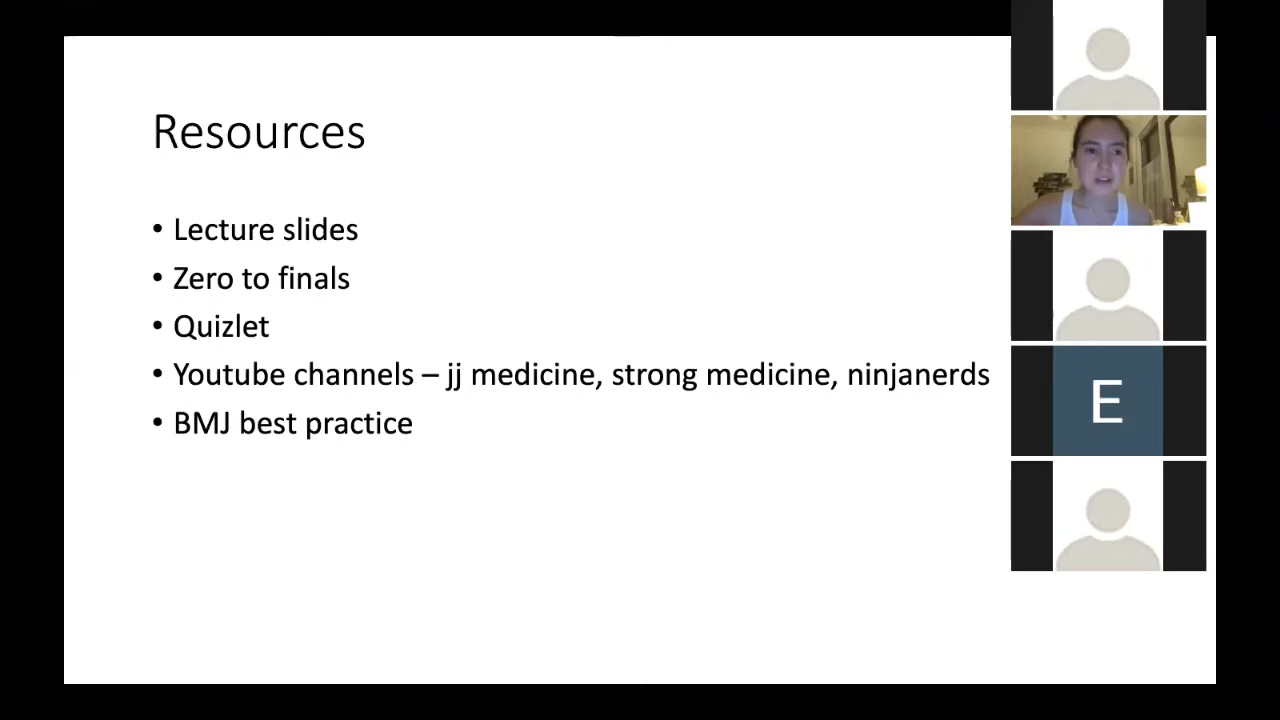 Resources
• Lecture slides
• Zero to finals
• Quizlet
• Youtube channels – jj medicine, strong medicine, ninjanerds
• BMJ best practice
E